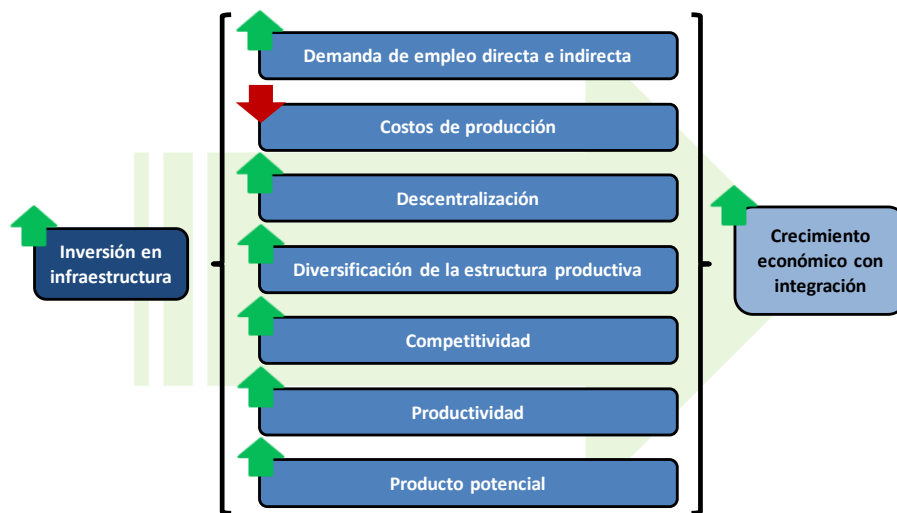 Inversión en
infraestructura
Demanda de empleo directa e indirecta
Costos de producción
Descentralización
Diversificación de la estructura productiva
Competitividad
Productividad
Producto potencial
Crecimiento
económico con
integración